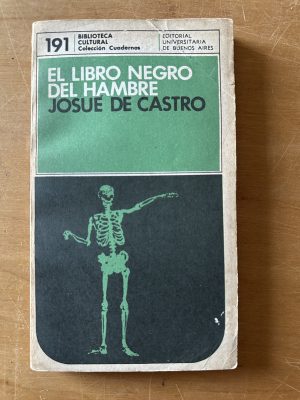 191
BIBLIOTECA
CULTURAL
Colección Cuadernos
EDITORIAL
UNIVERSITARIA
DE BUENOS AIRES
EL LIBRO NEGRO
DEL HAMBRE
JOSUE DE CASTRO